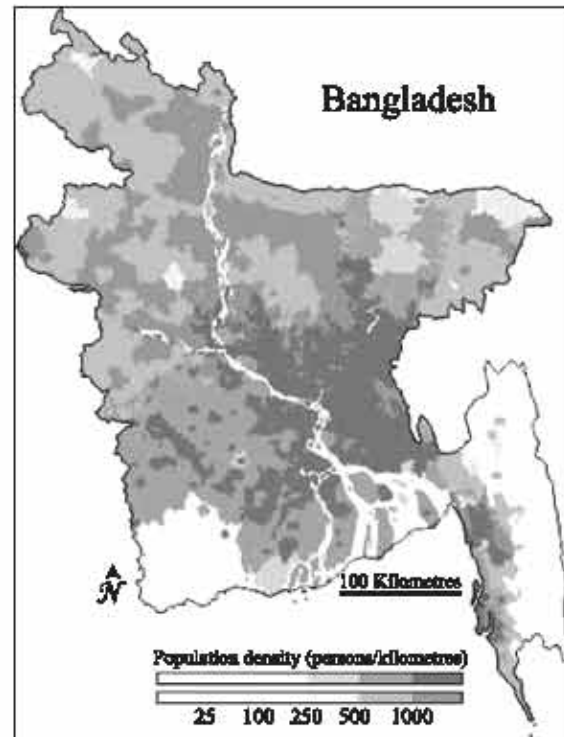 Bangladesh
N
100 Kilometres
Population density (persons/kilometres)
25 100 250 500 1000